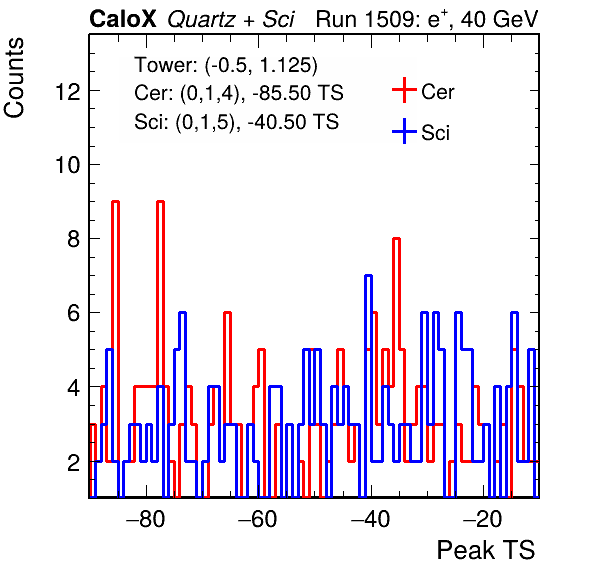 CaloX Quartz + Sci Run 1509: e⁺, 40 GeV
Counts
Tower: (-0.5, 1.125)
Cer: (0,1,4), -85.50 TS
Sci: (0,1,5), -40.50 TS
Cer
Sci
12
10
8
6
4
2
−80 −60 −40 −20
Peak TS